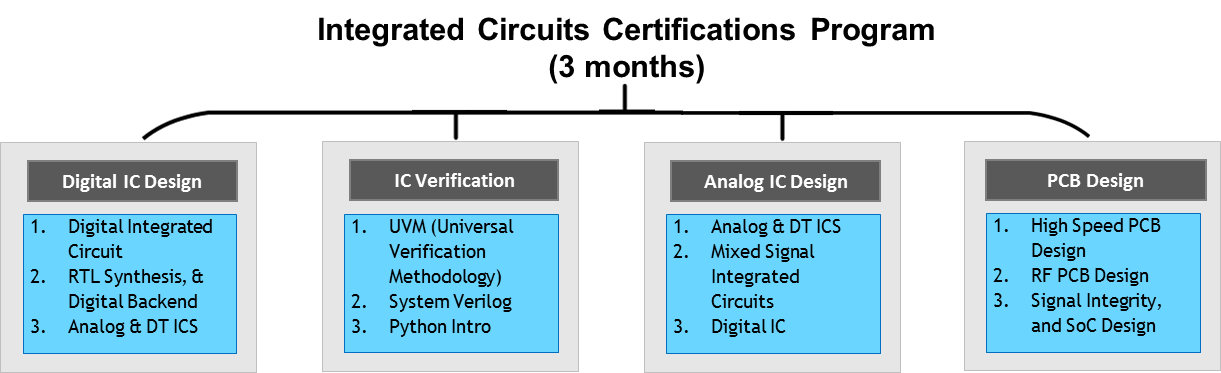 Integrated Circuits Certifications Program
(3 months)
Digital IC Design
1. Digital Integrated
Circuit
2. RTL Synthesis, &
Digital Backend
3. Analog & DT ICS
IC Verification
1. UVM (Universal
Verification
Methodology)
2. System Verilog
3. Python Intro
Analog IC Design
1. Analog & DT ICS
2. Mixed Signal
Integrated
Circuits
3. Digital IC
PCB Design
1. High Speed PCB
Design
2. RF PCB Design
3. Signal Integrity,
and SoC Design